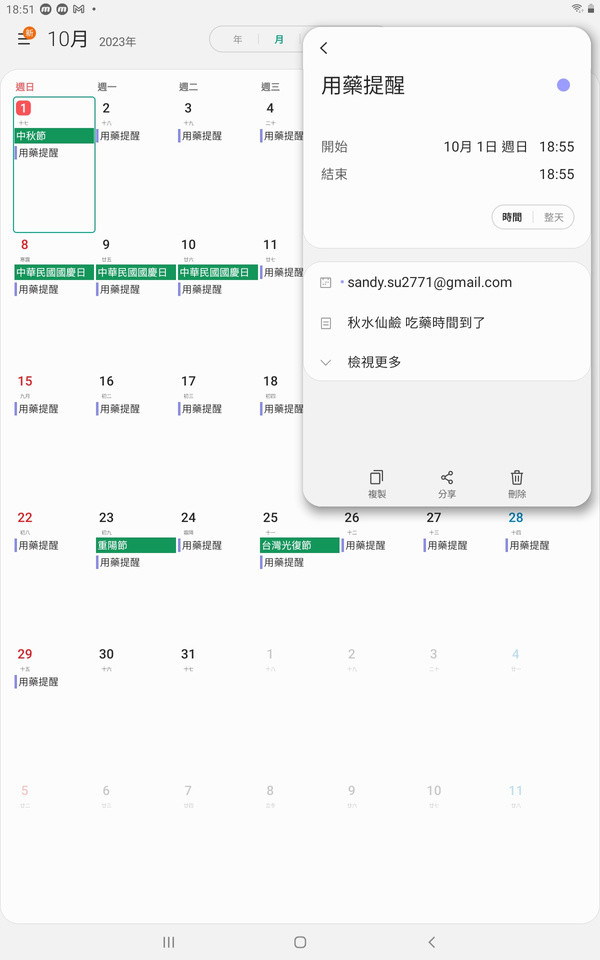 18:51
新
10月 2023年
年 月
週日 週一 週二 週三
1 2 3 4
十七 十八 十九 二十
中秋節
用藥提醒 用藥提醒 用藥提醒 用藥提醒
8 9 10 11
寒露 廿五 廿六 廿七
中華民國國慶日 中華民國國慶日 中華民國國慶日 用藥提醒
用藥提醒 用藥提醒 用藥提醒
15 16 17 18
九月 初二 初三 初四
用藥提醒 用藥提醒 用藥提醒 用藥提醒
用藥提醒
開始 10月 1日 週日 18:55
結束 18:55
時間 整天
sandy.su2771@gmail.com
秋水仙鹼 吃藥時間到了
檢視更多
複製 分享 刪除
22 23 24 25 26 27 28
初八 初九 霜降 十一 十二 十三 十四
用藥提醒 重陽節 用藥提醒 台灣光復節 用藥提醒 用藥提醒 用藥提醒
用藥提醒 用藥提醒
29 30 31 1 2 3 4
十五 十六 十七 十八 十九 二十 廿一
用藥提醒
5 6 7 8 9 10 11
廿二 廿三 廿四 立冬 廿六 廿七 廿八